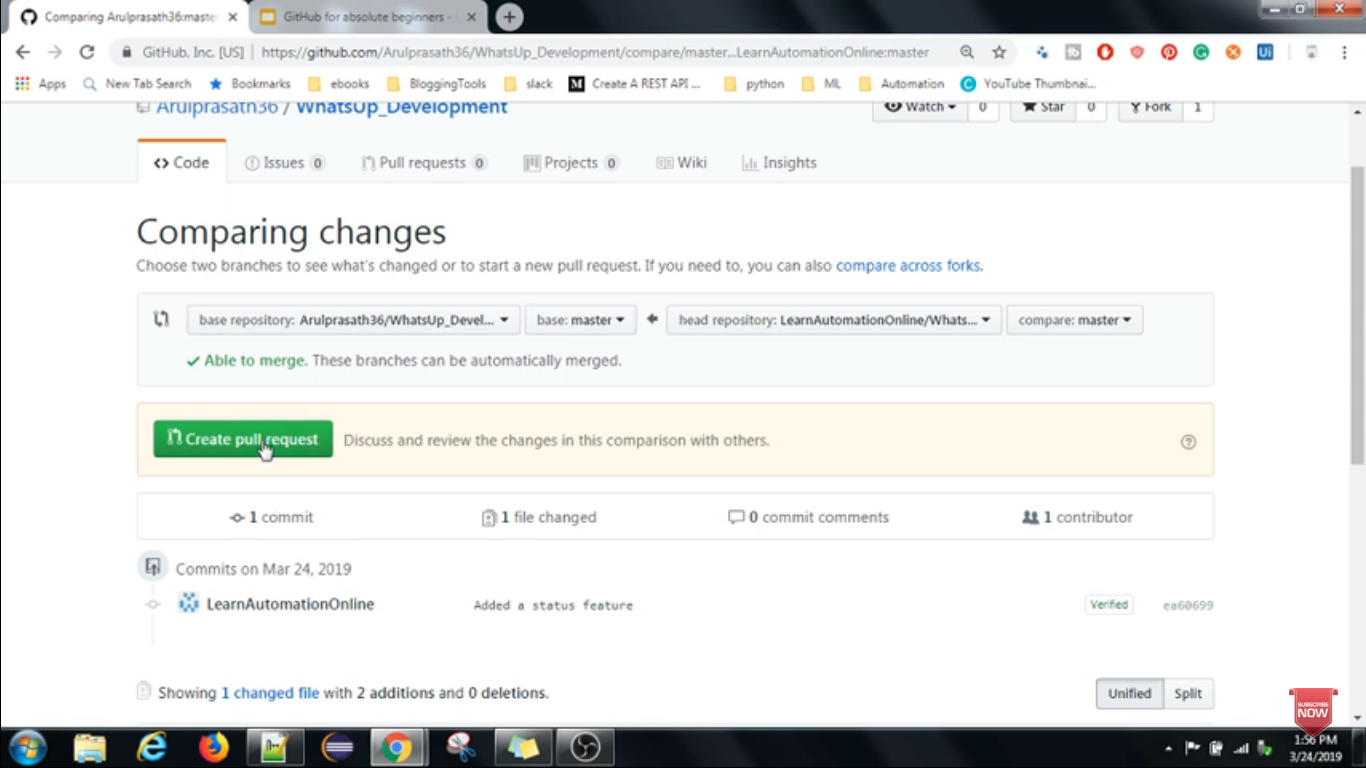 Comparing Arulprasath36:maste
GitHub for absolute beginners -
GitHub, Inc. [US] | https://github.com/Arulprasath36/WhatsUp_Development/compare/master...LearnAutomationOnline:master
Apps New Tab Search Bookmarks ebooks BloggingTools slack M Create A REST API ... python ML Automation YouTube Thumbnai...
Arulprasath36 / WhatsUp_Development Watch 0 Star 0 Fork 1
Code Issues 0 Pull requests 0 Projects 0 Wiki Insights
Comparing changes
Choose two branches to see what's changed or to start a new pull request. If you need to, you can also compare across forks.
base repository: Arulprasath36/WhatsUp_Devel... base: master head repository: LearnAutomationOnline/Whats... compare: master
Able to merge. These branches can be automatically merged.
Create pull request Discuss and review the changes in this comparison with others.
1 commit 1 file changed 0 commit comments 1 contributor
Commits on Mar 24, 2019
LearnAutomationOnline Added a status feature Verified ea60699
Showing 1 changed file with 2 additions and 0 deletions. Unified Split
SUBSCRIBE
NOW
1:56 PM
3/24/2019